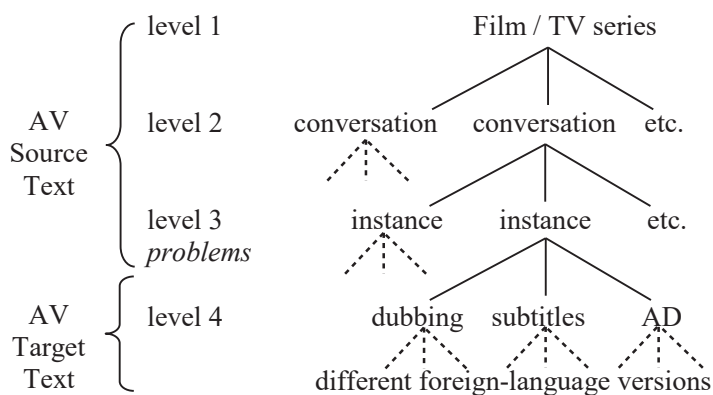 level 1 Film / TV series
AV
Source
Text
level 2 conversation conversation etc.
level 3 instance instance etc.
problems
AV
Target
Text
level 4 dubbing subtitles AD
different foreign-language versions